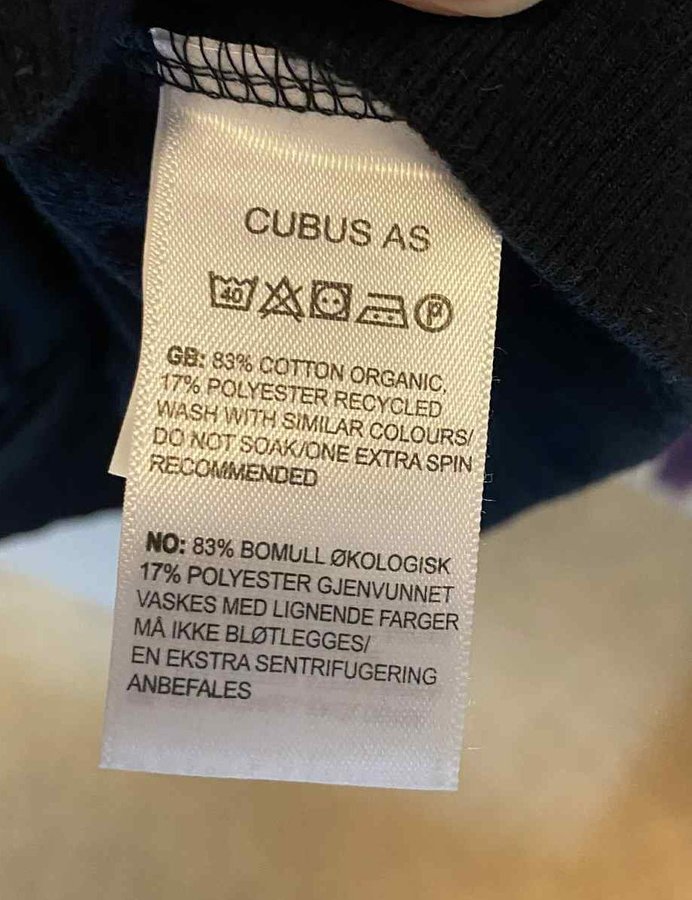 CUBUS AS
40 P
GB: 83% COTTON ORGANIC,
17% POLYESTER RECYCLED
WASH WITH SIMILAR COLOURS/
DO NOT SOAK/ONE EXTRA SPIN
RECOMMENDED
NO: 83% BOMULL ØKOLOGISK
17% POLYESTER GJENVUNNET
VASKES MED LIGNENDE FARGER
MÅ IKKE BLØTLEGGES/
EN EKSTRA SENTRIFUGERING
ANBEFALES